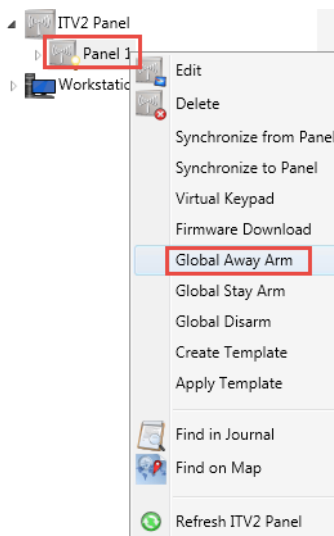 ITV2 Panel
Panel 1
Workstatio
Edit
Delete
Synchronize from Panel
Synchronize to Panel
Virtual Keypad
Firmware Download
Global Away Arm
Global Stay Arm
Global Disarm
Create Template
Apply Template
Find in Journal
Find on Map
Refresh ITV2 Panel